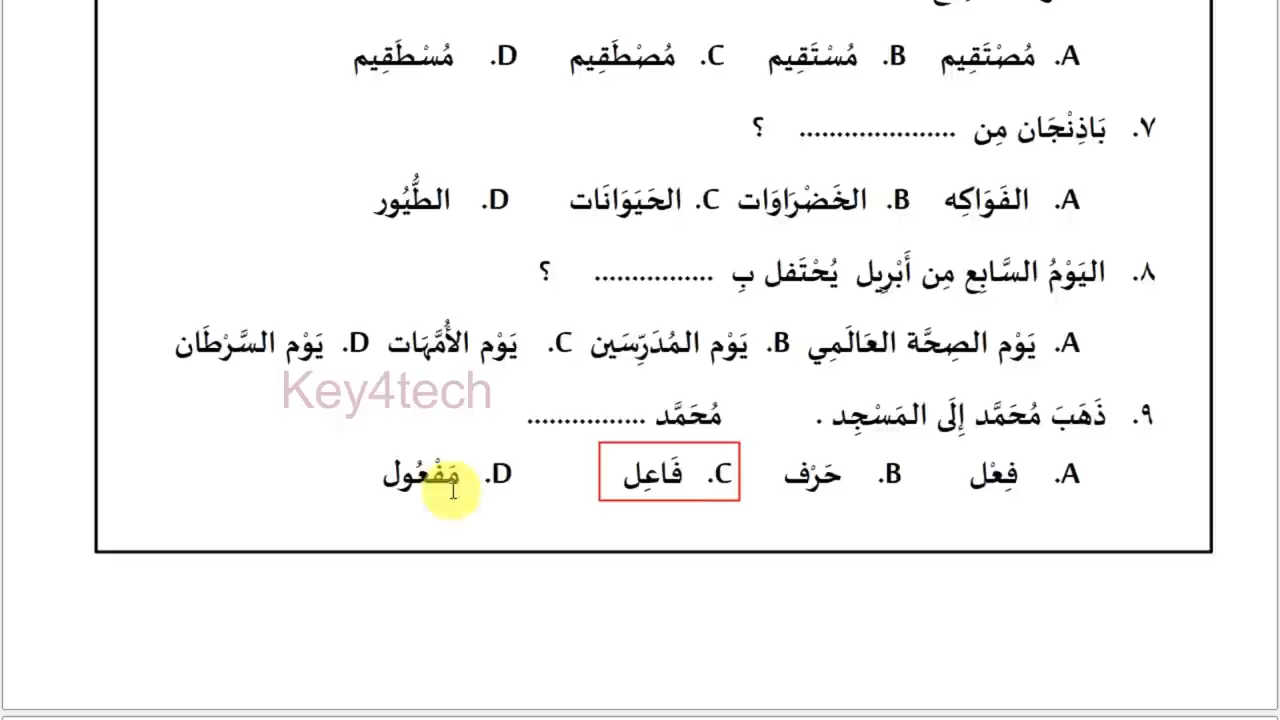 A. مُصْتَقِيم B. مُسْتَقِيم C. مُصْطَقِيم D. مُسْطَقِيم
٧. بَاذِنْجَان مِن ..................... ؟
A. الفَوَاكِه B. الخَضْرَاوَات C. الحَيَوَانَات D. الطُّيُور
٨. اليَوْمُ السَّابِع مِن أَبْرِيل يُحْتَفل بِ ................ ؟
A. يَوْم الصِحَّة العَالَمِي B. يَوْم المُدَرِّسَين C. يَوْم الأُمَّهَات D. يَوْم السَّرْطَان
Key4tech
٩. ذَهَبَ مُحَمَّد إِلَى المَسْجِد . مُحَمَّد ................
A. فِعْل B. حَرْف C. فَاعِل D. مَفْعُول